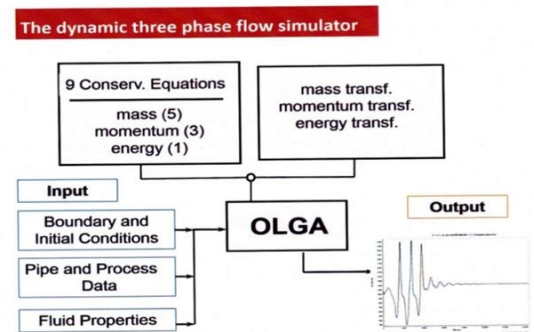 The dynamic three phase flow simulator
9 Conserv. Equations
mass (5)
momentum (3)
energy (1)
mass transf.
momentum transf.
energy transf.
Input
Boundary and
Initial Conditions
Pipe and Process
Data
Fluid Properties
OLGA
Output